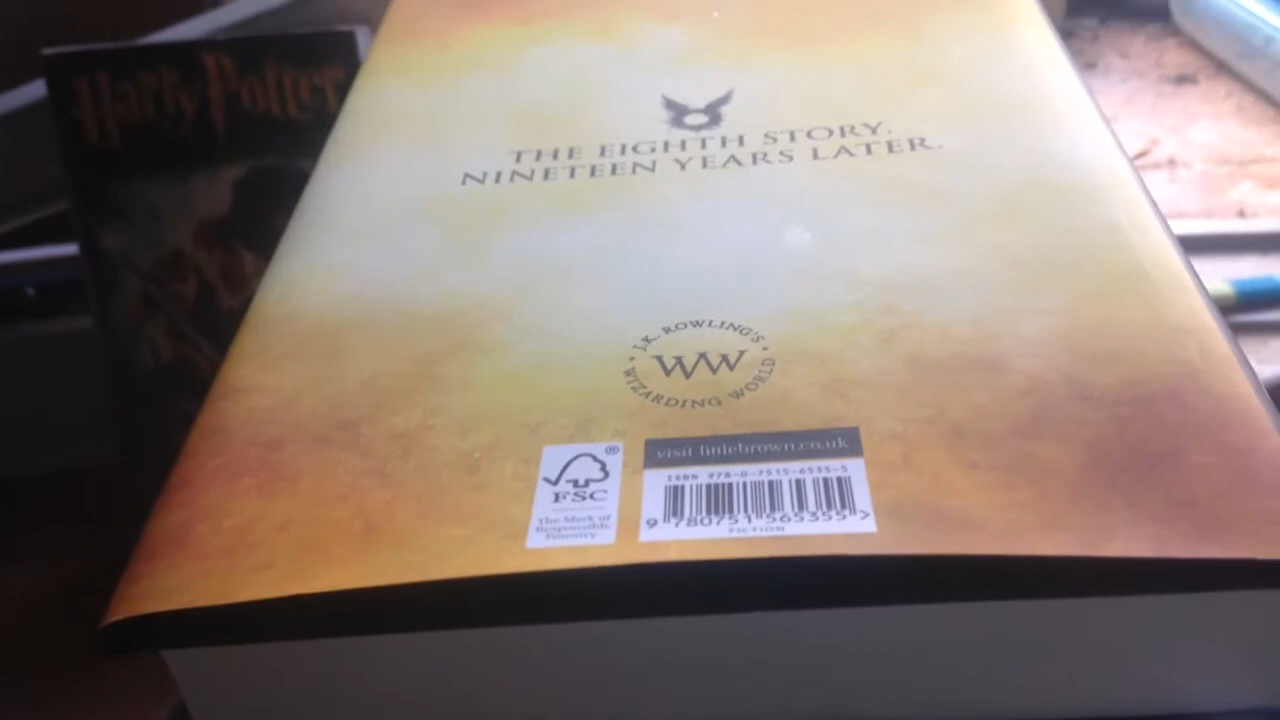 Harry Potter
THE EIGHTH STORY.
NINETEEN YEARS LATER.
J.K. ROWLING'S
WW
WIZARDING WORLD
visit littlebrown.co.uk
ISBN 978-0-7515-6535-5
9 780751 565355 >
FICTION
FSC
®
The Mark of
Responsible
Forestry